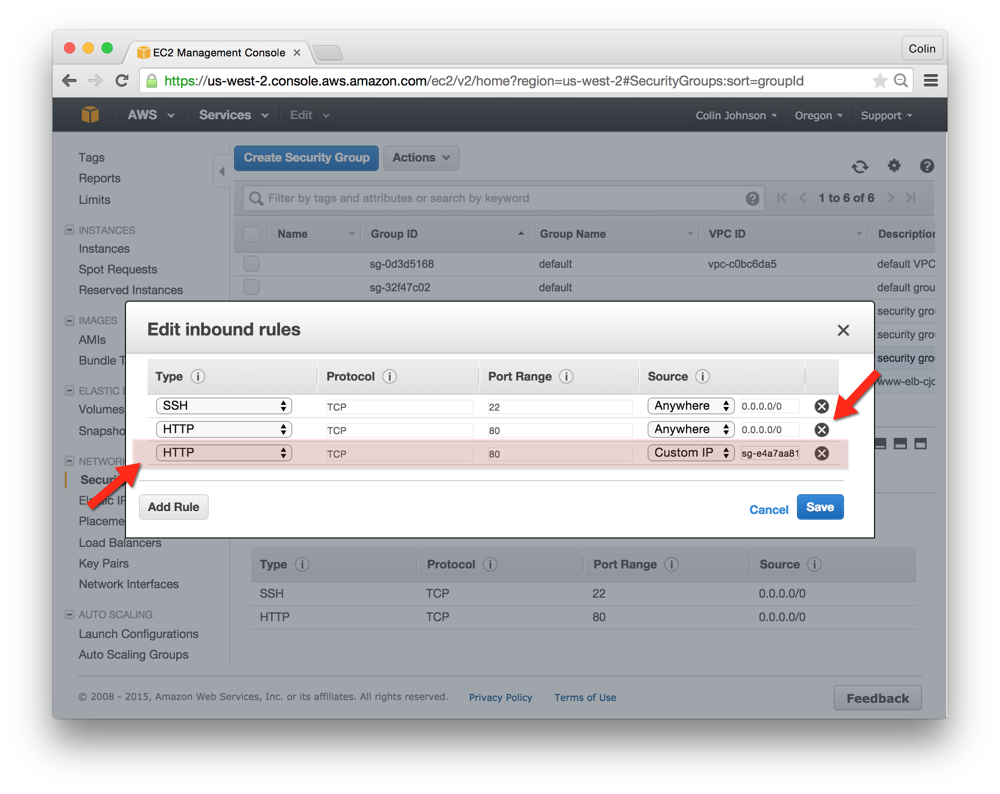 EC2 Management Console
Colin
https://us-west-2.console.aws.amazon.com/ec2/v2/home?region=us-west-2#SecurityGroups:sort=groupId
AWS Services Edit Colin Johnson Oregon Support
Tags
Reports
Limits
INSTANCES
Instances
Spot Requests
Reserved Instances
IMAGES
AMIs
Bundle T
ELASTIC
Volumes
Snapsho
NETWORK
Securi
IP
Placeme
Load Balancers
Key Pairs
Network Interfaces
AUTO SCALING
Launch Configurations
Auto Scaling Groups
Create Security Group Actions
Filter by tags and attributes or search by keyword 1 to 6 of 6
Name Group ID Group Name VPC ID Description
sg-0d3d5168 default vpc-c0bc6da5 default VPC
sg-32f47c02 default default grou
security gro
security gro
security gro
www-elb-cjc
Edit inbound rules
Type Protocol Port Range Source
SSH TCP 22 Anywhere 0.0.0.0/0
HTTP TCP 80 Anywhere 0.0.0.0/0
HTTP TCP 80 Custom IP sg-e4a7aa81
Add Rule Cancel Save
Type Protocol Port Range Source
SSH TCP 22 0.0.0.0/0
HTTP TCP 80 0.0.0.0/0
© 2008 - 2015, Amazon Web Services, Inc. or its affiliates. All rights reserved. Privacy Policy Terms of Use Feedback